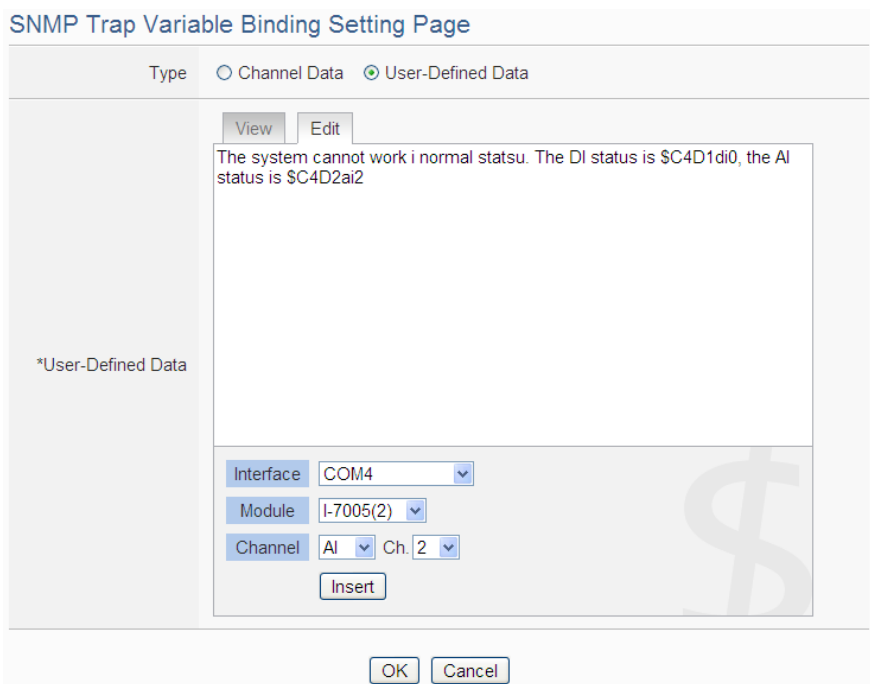 SNMP Trap Variable Binding Setting Page
Type Channel Data User-Defined Data
View Edit
The system cannot work i normal statsu. The DI status is $C4D1di0, the AI
status is $C4D2ai2
*User-Defined Data
Interface COM4
Module I-7005(2)
Channel AI Ch. 2
Insert
$
OK Cancel